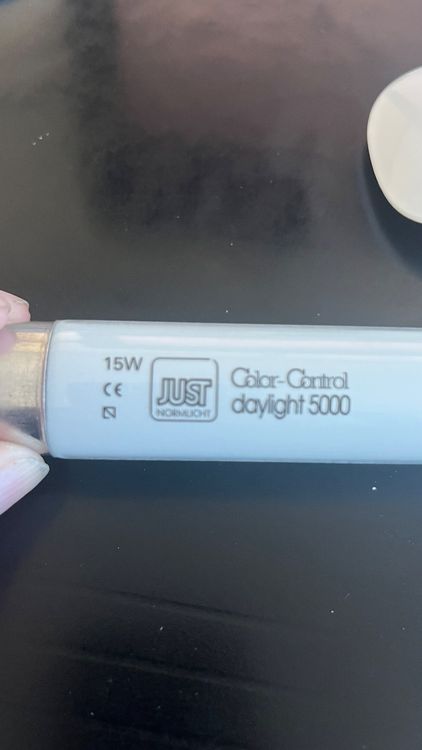 15W
CE
JUST
NORMLICHT
Color-Control
daylight 5000